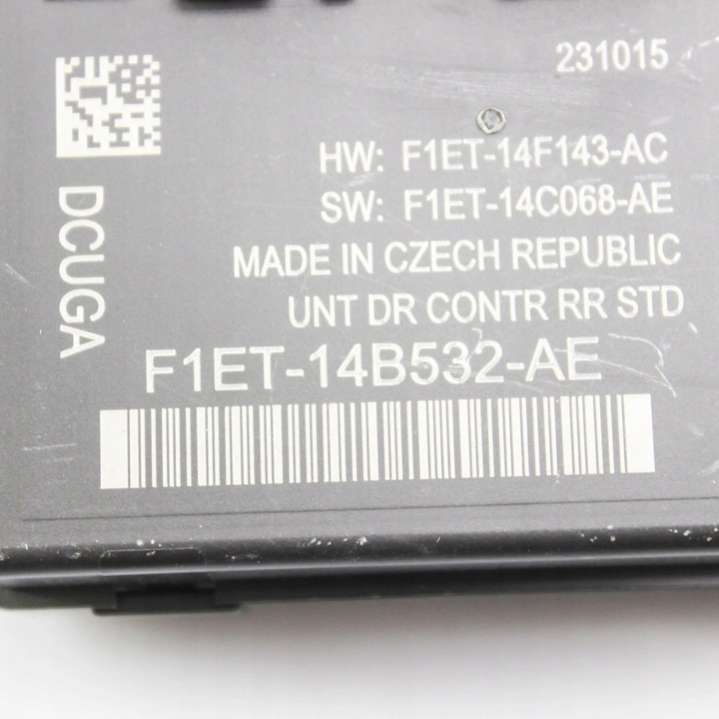 231015
HW: F1ET-14F143-AC
SW: F1ET-14C068-AE
MADE IN CZECH REPUBLIC
UNT DR CONTR RR STD
DCUGA
F1ET-14B532-AE